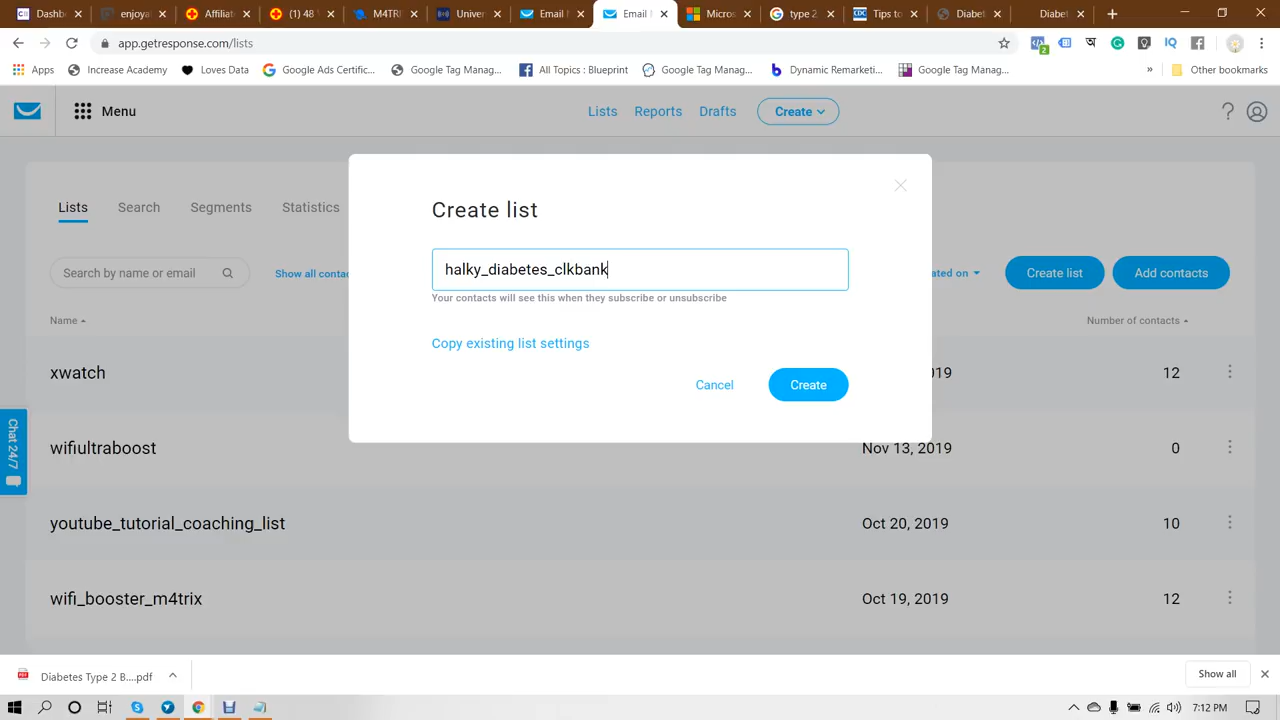 Dashb
enjoya
Affiliate
(1) 48
M4TRI
Univer
Email M
Email
Micros
type 2
Tips to
Diabet
Diabet
app.getresponse.com/lists
Apps
Increase Academy
Loves Data
Google Ads Certific...
Google Tag Manag...
All Topics : Blueprint
Google Tag Manag...
Dynamic Remarketi...
Google Tag Manag...
»
Other bookmarks
Menu
Lists
Reports
Drafts
Create
Lists
Search
Segments
Statistics
Search by name or email
Show all contac
ated on
Create list
Add contacts
Name
Number of contacts
Create list
halky_diabetes_clkbank
Your contacts will see this when they subscribe or unsubscribe
Copy existing list settings
Cancel
Create
xwatch
2019
12
wifiultraboost
Nov 13, 2019
0
youtube_tutorial_coaching_list
Oct 20, 2019
10
wifi_booster_m4trix
Oct 19, 2019
12
Chat 24/7
Diabetes Type 2 B....pdf
Show all
7:12 PM